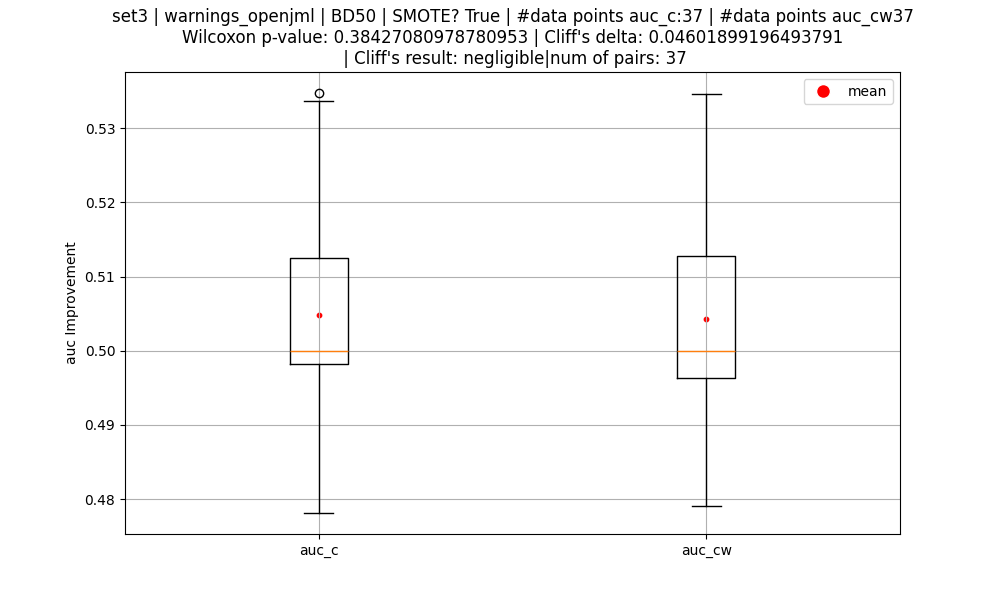 set3 | warnings_openjml | BD50 | SMOTE? True | #data points auc_c:37 | #data points auc_cw37
Wilcoxon p-value: 0.38427080978780953 | Cliff's delta: 0.04601899196493791
| Cliff's result: negligible|num of pairs: 37
mean
0.53
0.52
0.51
0.50
0.49
0.48
auc Improvement
auc_c
auc_cw